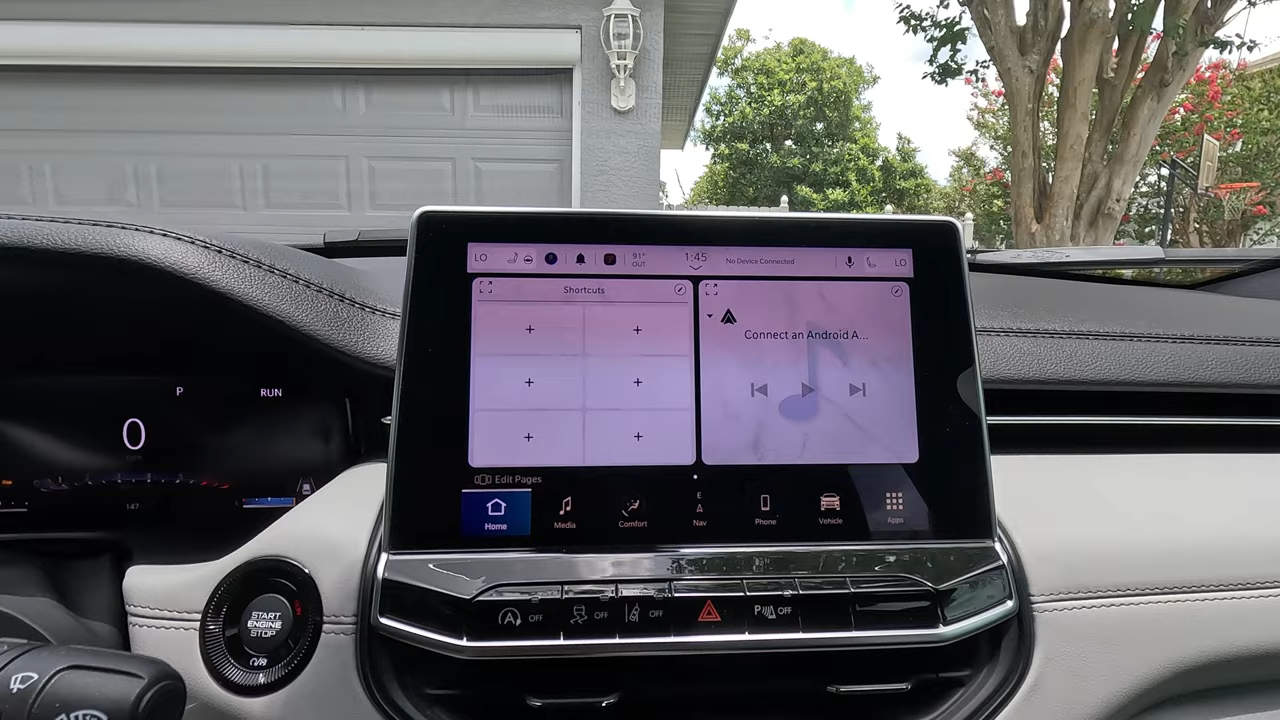 LO 91° OUT 1:45 No Device Connected LO
Shortcuts
Connect an Android A...
P RUN
0
147
Edit Pages
Home Media Comfort E N Nav Phone Vehicle Apps
A OFF OFF OFF P OFF
START
ENGINE
STOP